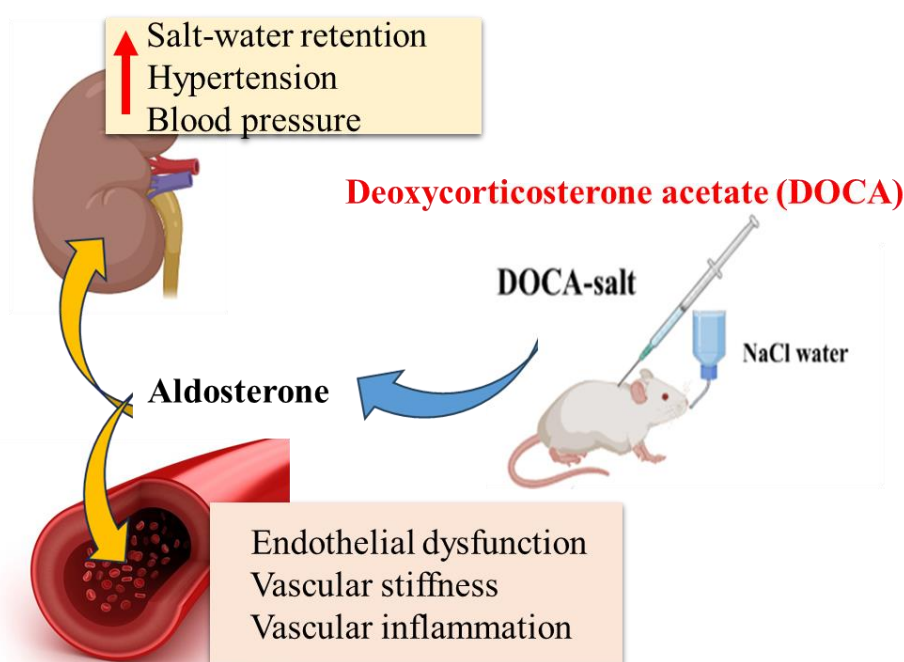 Salt-water retention
Hypertension
Blood pressure
Deoxycorticosterone acetate (DOCA)
DOCA-salt
NaCl water
Aldosterone
Endothelial dysfunction
Vascular stiffness
Vascular inflammation